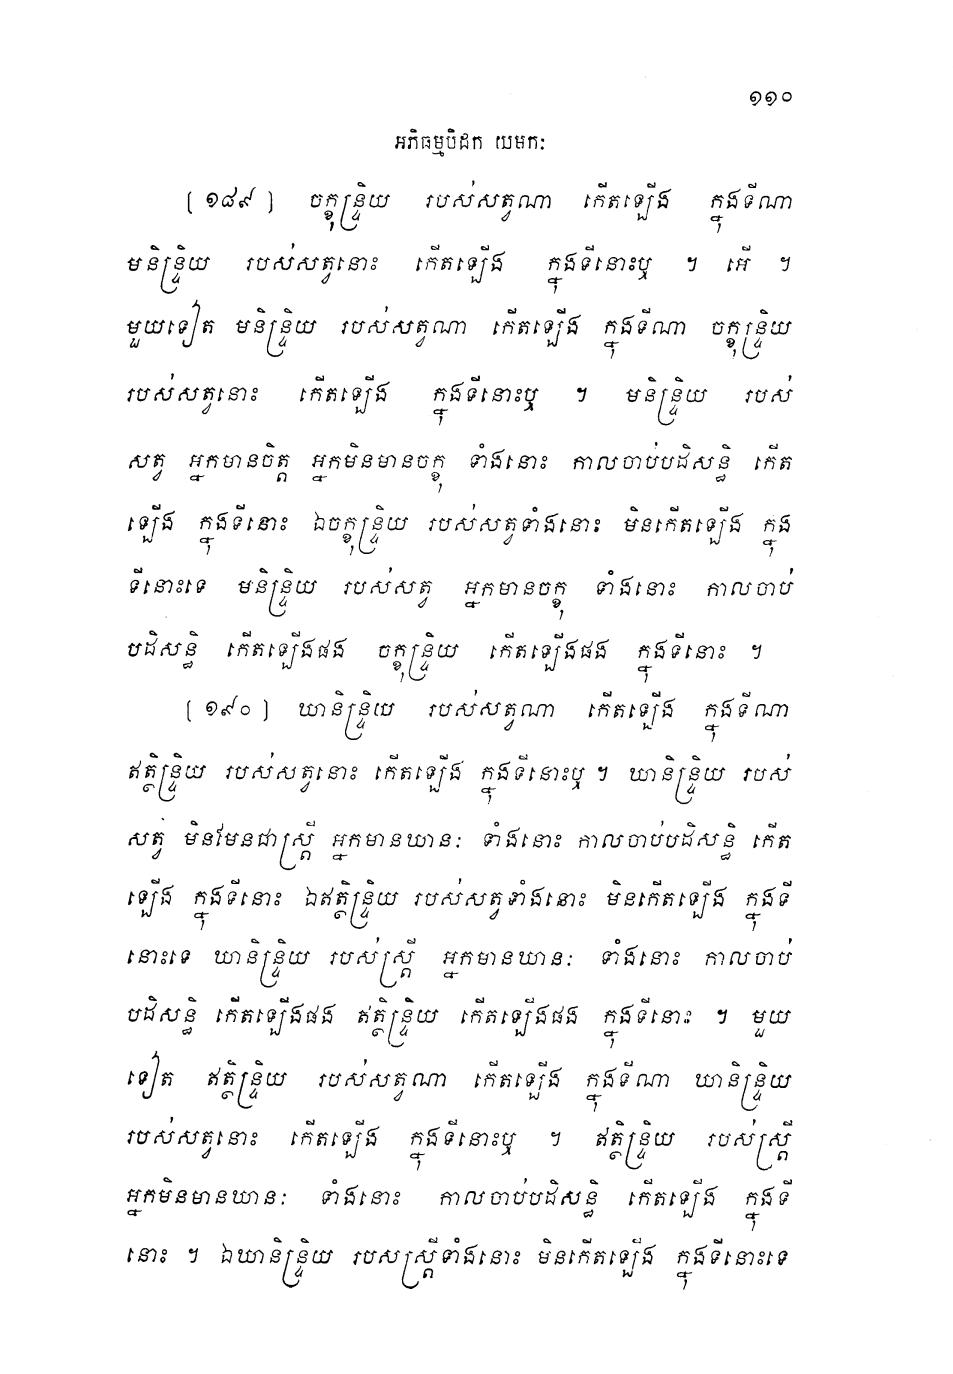 ១១០
អភិធម្មបិដក យមកៈ
[ ១៨៩ ] ចក្ខុន្ទ្រិយ របស់សត្វណា កើតឡើង ក្នុងទីណា
មនិន្ទ្រិយ របស់សត្វនោះ កើតឡើង ក្នុងទីនោះឬ ។ អើ ។
មួយទៀត មនិន្ទ្រិយ របស់សត្វណា កើតឡើង ក្នុងទីណា ចក្ខុន្ទ្រិយ
របស់សត្វនោះ កើតឡើង ក្នុងទីនោះឬ ។ មនិន្ទ្រិយ របស់
សត្វ អ្នកមានចិត្ត អ្នកមិនមានចក្ខុ ទាំងនោះ កាលចាប់បដិសន្ធិ កើត
ឡើង ក្នុងទីនោះ ឯចក្ខុន្ទ្រិយ របស់សត្វទាំងនោះ មិនកើតឡើង ក្នុង
ទីនោះទេ មនិន្ទ្រិយ របស់សត្វ អ្នកមានចក្ខុ ទាំងនោះ កាលចាប់
បដិសន្ធិ កើតឡើងផង ចក្ខុន្ទ្រិយ កើតឡើងផង ក្នុងទីនោះ ។
[ ១៩០ ] ឃានិន្ទ្រិយ របស់សត្វណា កើតឡើង ក្នុងទីណា
ឥត្ថិន្ទ្រិយ របស់សត្វនោះ កើតឡើង ក្នុងទីនោះឬ ។ ឃានិន្ទ្រិយ របស់
សត្វ មិនមែនជាស្ត្រី អ្នកមានឃានៈ ទាំងនោះ កាលចាប់បដិសន្ធិ កើត
ឡើង ក្នុងទីនោះ ឯឥត្ថិន្ទ្រិយ របស់សត្វទាំងនោះ មិនកើតឡើង ក្នុងទី
នោះទេ ឃានិន្ទ្រិយ របស់ស្ត្រី អ្នកមានឃានៈ ទាំងនោះ កាលចាប់
បដិសន្ធិ កើតឡើងផង ឥត្ថិន្ទ្រិយ កើតឡើងផង ក្នុងទីនោះ ។ មួយ
ទៀត ឥត្ថិន្ទ្រិយ របស់សត្វណា កើតឡើង ក្នុងទីណា ឃានិន្ទ្រិយ
របស់សត្វនោះ កើតឡើង ក្នុងទីនោះឬ ។ ឥត្ថិន្ទ្រិយ របស់ស្ត្រី
អ្នកមិនមានឃានៈ ទាំងនោះ កាលចាប់បដិសន្ធិ កើតឡើង ក្នុងទី
នោះ ។ ឯឃានិន្ទ្រិយ របសស្ត្រីទាំងនោះ មិនកើតឡើង ក្នុងទីនោះទេ